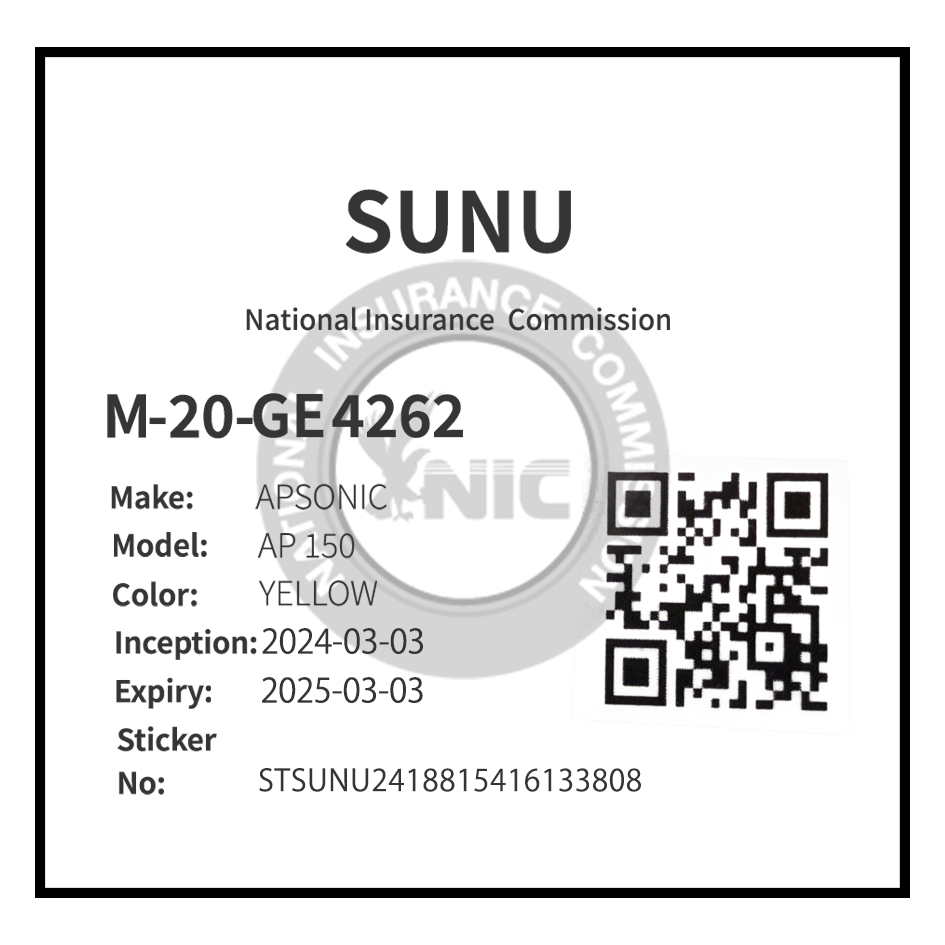 SUNU
National Insurance Commission
M-20-GE 4262
Make: APSONIC
Model: AP 150
Color: YELLOW
Inception: 2024-03-03
Expiry: 2025-03-03
Sticker
No: STSUNU2418815416133808
NATIONAL INSURANCE COMMISSION
NIC